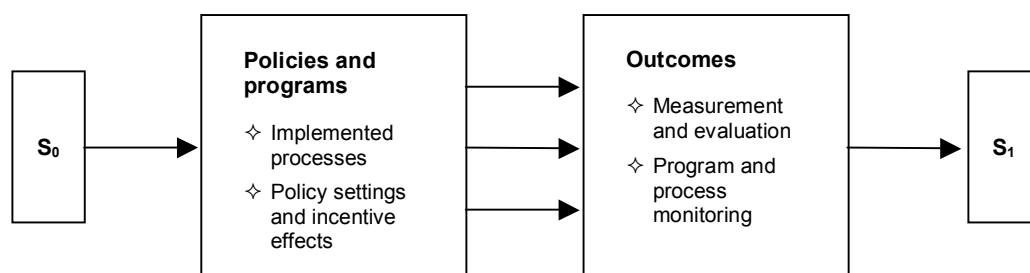 S0
Policies and
programs
✧ Implemented
processes
✧ Policy settings
and incentive
effects
Outcomes
✧ Measurement
and evaluation
✧ Program and
process
monitoring
S1